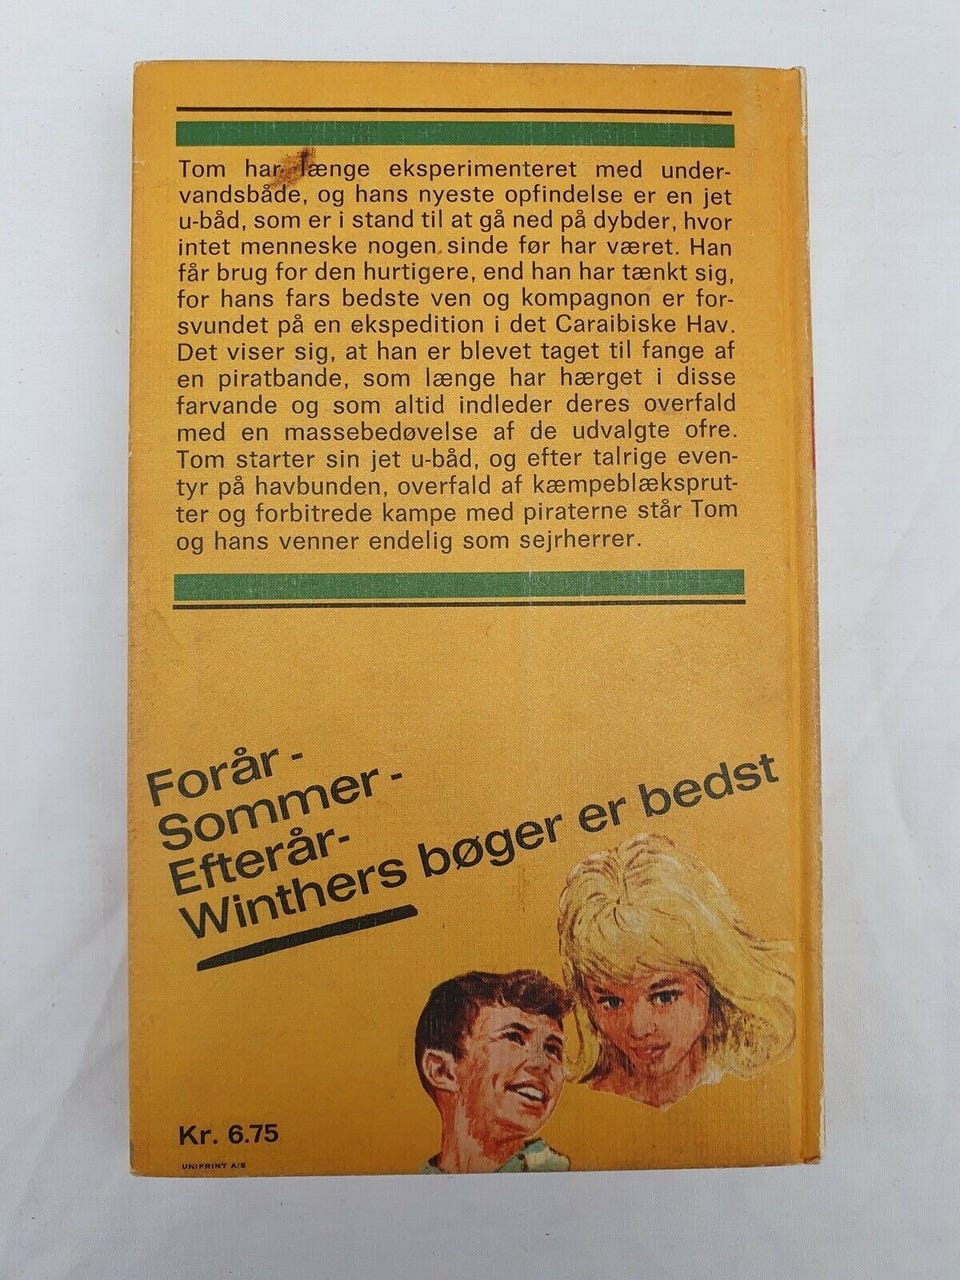 Tom har længe eksperimenteret med under-
vandsbåde, og hans nyeste opfindelse er en jet
u-båd, som er i stand til at gå ned på dybder, hvor
intet menneske nogen sinde før har været. Han
får brug for den hurtigere, end han har tænkt sig,
for hans fars bedste ven og kompagnon er for-
svundet på en ekspedition i det Caraibiske Hav.
Det viser sig, at han er blevet taget til fange af
en piratbande, som længe har hærget i disse
farvande og som altid indleder deres overfald
med en massebedøvelse af de udvalgte ofre.
Tom starter sin jet u-båd, og efter talrige even-
tyr på havbunden, overfald af kæmpeblæksprut-
ter og forbitrede kampe med piraterne står Tom
og hans venner endelig som sejrherrer.
Forår -
Sommer -
Efterår-
Winthers bøger er bedst
Kr. 6.75
UNIPRINT A/S